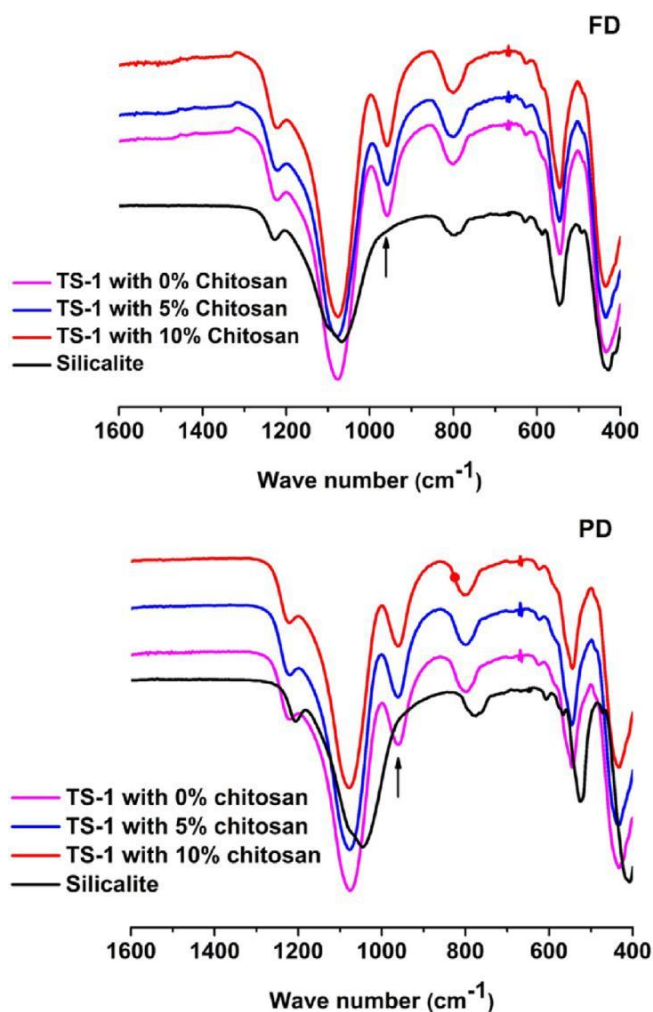 FD
TS-1 with 0% Chitosan
TS-1 with 5% Chitosan
TS-1 with 10% Chitosan
Silicalite
1600 1400 1200 1000 800 600 400
Wave number (cm⁻¹)
PD
TS-1 with 0% chitosan
TS-1 with 5% chitosan
TS-1 with 10% chitosan
Silicalite
1600 1400 1200 1000 800 600 400
Wave number (cm⁻¹)